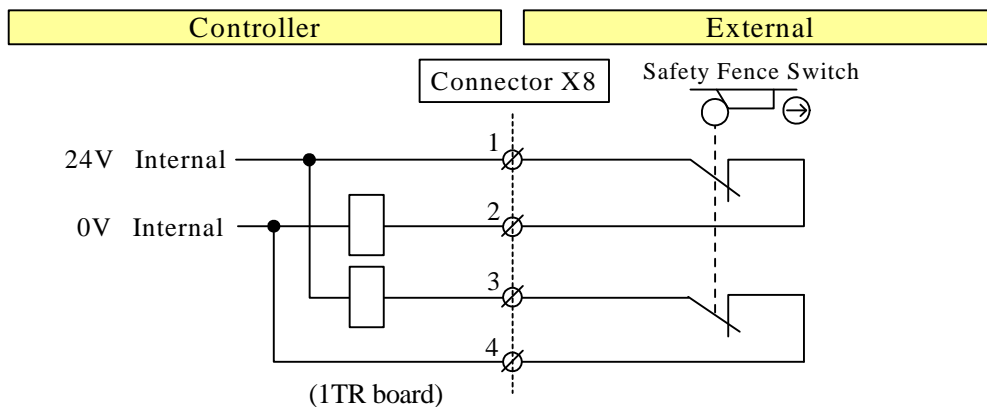 Controller
External
Connector X8
Safety Fence Switch
24V Internal
1
0V Internal
2
3
4
(1TR board)